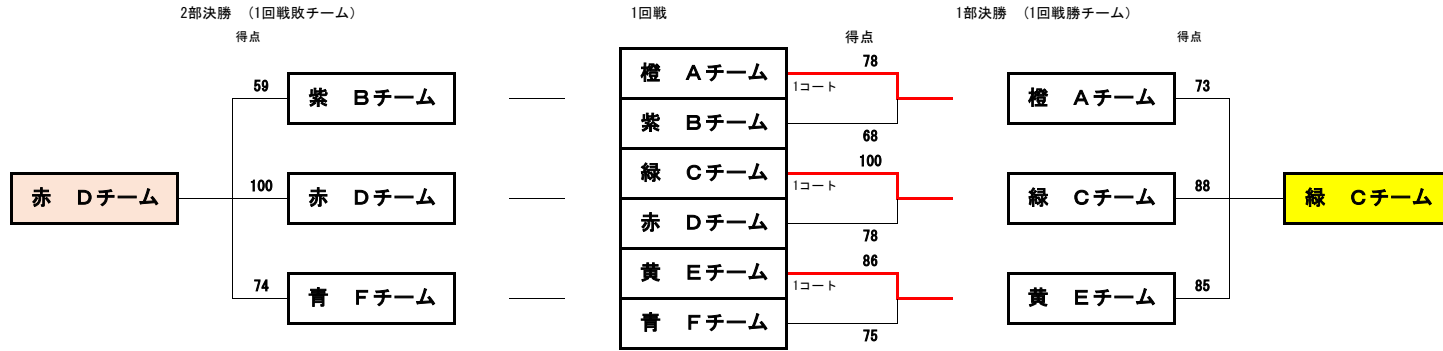 2部決勝　(1回戦敗チーム)
得点
59
紫　Bチーム
100
赤　Dチーム
赤　Dチーム
74
青　Fチーム
1回戦
得点
橙　Aチーム
78
1コート
紫　Bチーム
68
緑　Cチーム
100
1コート
赤　Dチーム
78
黄　Eチーム
86
1コート
青　Fチーム
75
1部決勝　(1回戦勝チーム)
得点
橙　Aチーム
73
緑　Cチーム
88
緑　Cチーム
黄　Eチーム
85